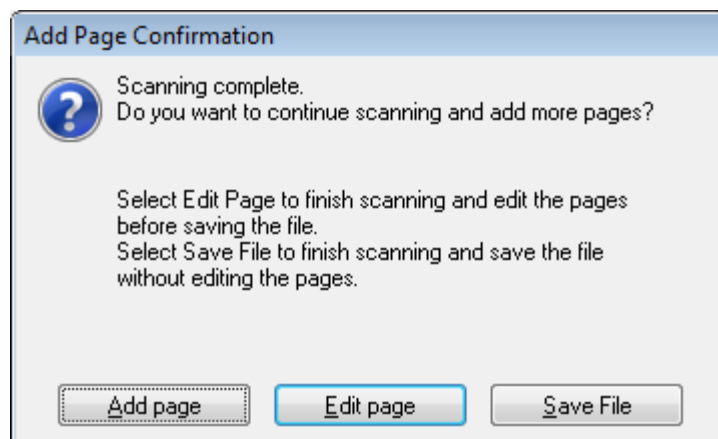 Add Page Confirmation
Scanning complete.
Do you want to continue scanning and add more pages?
Select Edit Page to finish scanning and edit the pages
before saving the file.
Select Save File to finish scanning and save the file
without editing the pages.
Add page Edit page Save File